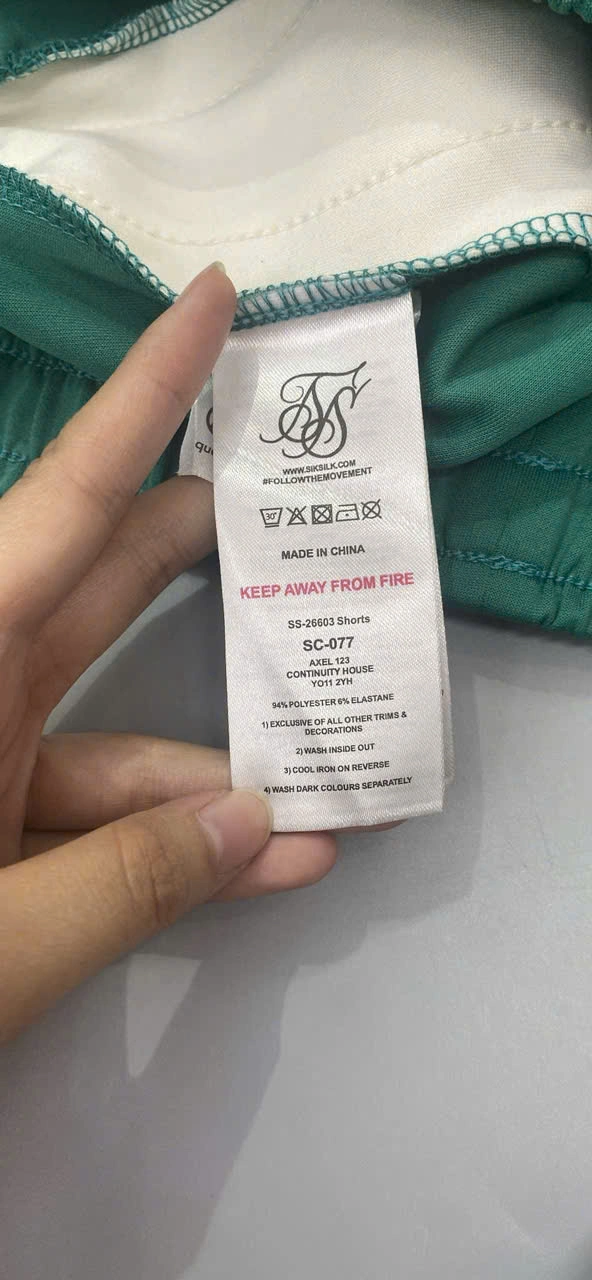 WWW.SIKSILK.COM
#FOLLOWTHEMOVEMENT
30°
MADE IN CHINA
KEEP AWAY FROM FIRE
SS-26603 Shorts
SC-077
AXEL 123
CONTINUITY HOUSE
YO11 2YH
94% POLYESTER 6% ELASTANE
1) EXCLUSIVE OF ALL OTHER TRIMS &
DECORATIONS
2) WASH INSIDE OUT
3) COOL IRON ON REVERSE
4) WASH DARK COLOURS SEPARATELY